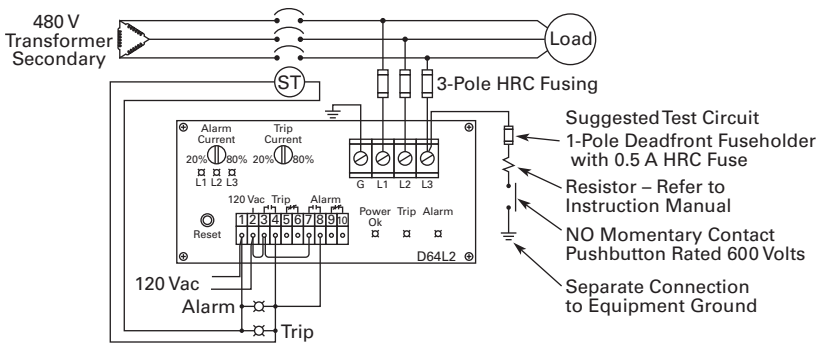 480 V
Transformer
Secondary
Load
ST
3-Pole HRC Fusing
Alarm
Current
20% 80%
L1 L2 L3
Trip
Current
20% 80%
G L1 L2 L3
120 Vac Trip Alarm
1 2 3 4 5 6 7 8 9 10
Reset
Power
Ok
Trip
Alarm
D64L2
120 Vac
Alarm
Trip
Suggested Test Circuit
1-Pole Deadfront Fuseholder
with 0.5 A HRC Fuse
Resistor – Refer to
Instruction Manual
NO Momentary Contact
Pushbutton Rated 600 Volts
Separate Connection
to Equipment Ground